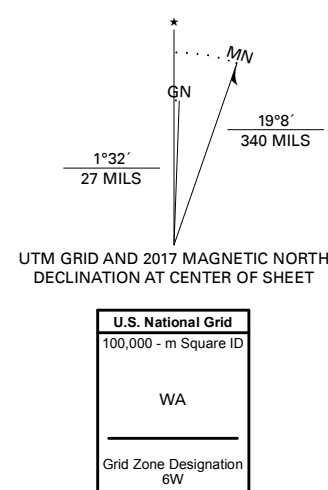 ★
MN
GN
1°32´
27 MILS
19°8´
340 MILS
UTM GRID AND 2017 MAGNETIC NORTH
DECLINATION AT CENTER OF SHEET
U.S. National Grid
100,000 - m Square ID
WA
Grid Zone Designation
6W